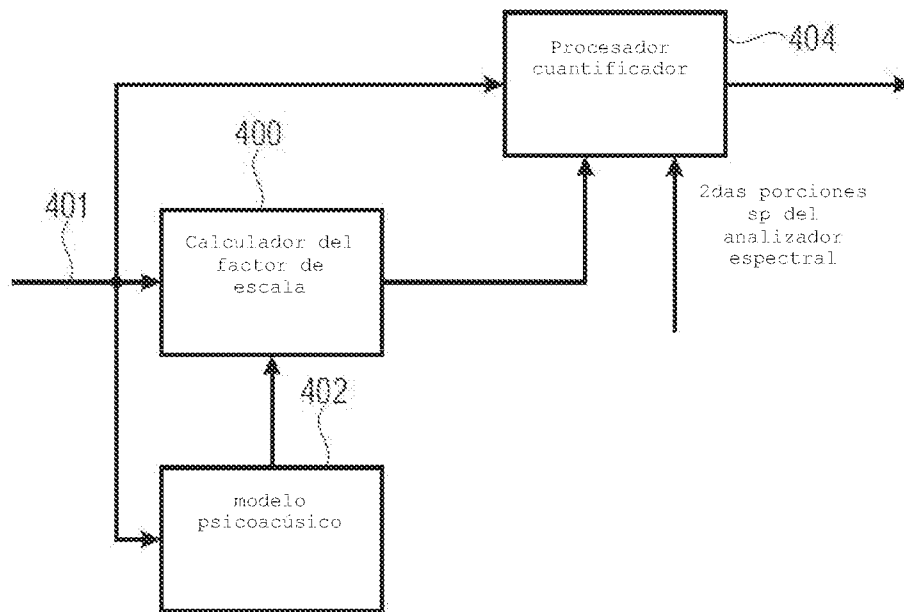 Procesador
cuantificador
404
400
401
Calculador del
factor de
escala
2das porciones
sp del
analizador
espectral
402
modelo
psicoacúsico